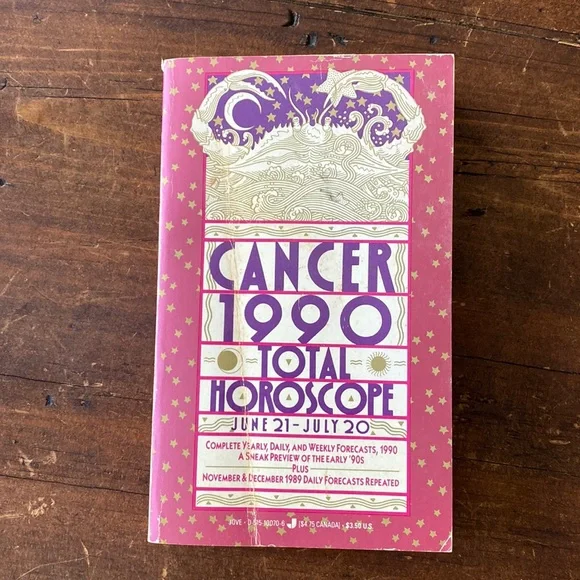 CANCER
1990
TOTAL
HOROSCOPE
JUNE 21 - JULY 20
COMPLETE YEARLY, DAILY, AND WEEKLY FORECASTS, 1990
A SNEAK PREVIEW OF THE EARLY '90S
PLUS
NOVEMBER & DECEMBER 1989 DAILY FORECASTS REPEATED
JOVE • J ($4.75 CANADA) • $3.50 U.S.